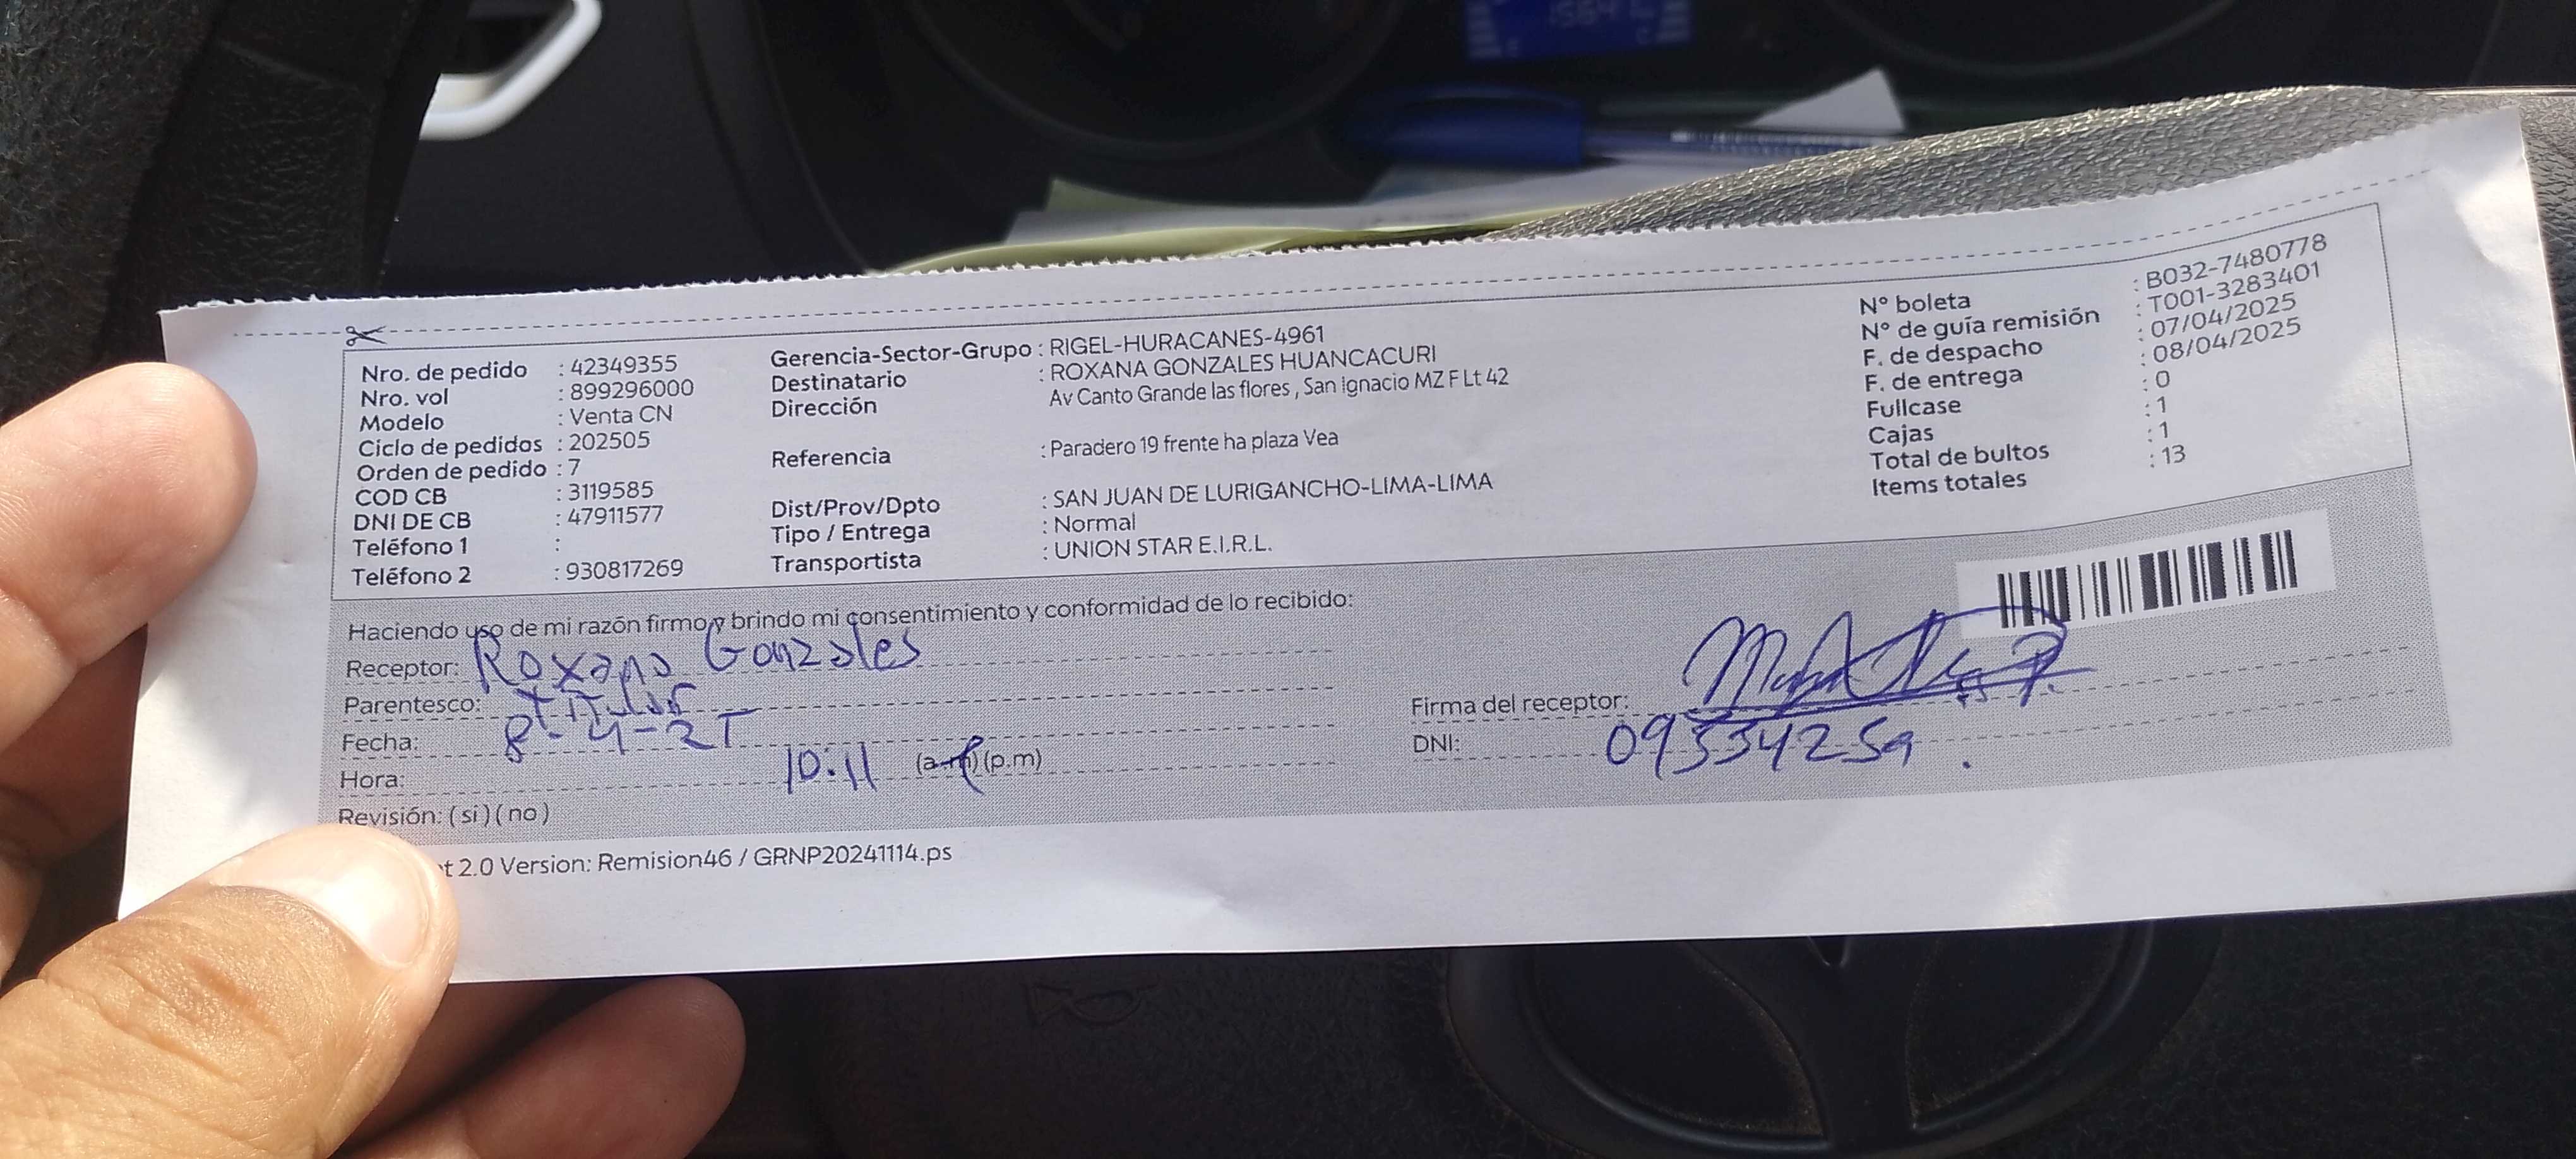 Nro. de pedido : 42349355
Nro. vol : 899296000
Modelo : Venta CN
Ciclo de pedidos : 202505
Orden de pedido : 7
COD CB : 3119585
DNI DE CB : 47911577
Teléfono 1 :
Teléfono 2 : 930817269
Gerencia-Sector-Grupo : RIGEL-HURACANES-4961
Destinatario : ROXANA GONZALES HUANCACURI
Dirección Av Canto Grande las flores , San Ignacio MZ F Lt 42
Referencia : Paradero 19 frente ha plaza Vea
Dist/Prov/Dpto : SAN JUAN DE LURIGANCHO-LIMA-LIMA
Tipo / Entrega : Normal
Transportista : UNION STAR E.I.R.L.
N° boleta : B032-7480778
N° de guía remisión : T001-3283401
F. de despacho : 07/04/2025
F. de entrega : 08/04/2025
Fullcase : 0
Cajas : 1
Total de bultos : 1
Items totales : 13
Haciendo uso de mi razón firmo y brindo mi consentimiento y conformidad de lo recibido:
Receptor: Roxana Gonzales
Parentesco: titular
Fecha: 8-4-25
Hora: 10:11 (a.m) (p.m)
Revisión: ( si ) ( no )
Firma del receptor:
DNI: 09334259
t 2.0 Version: Remision46 / GRNP20241114.ps